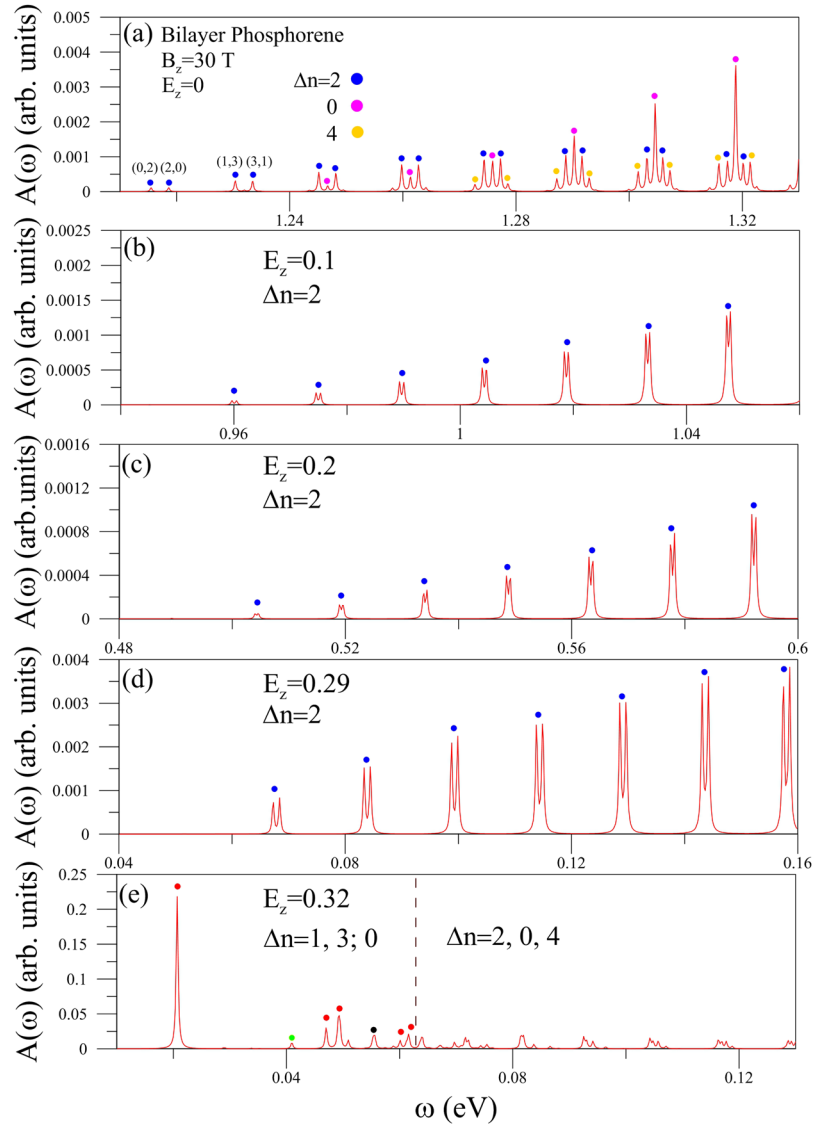 (a) Bilayer Phosphorene
B_z=30 T
E_z=0
Δn=2
0
4
(0,2) (2,0)
(1,3) (3,1)
A(ω) (arb. units)
0.005
0.004
0.003
0.002
0.001
0
1.24
1.28
1.32
(b)
E_z=0.1
Δn=2
A(ω) (arb. units)
0.0025
0.002
0.0015
0.001
0.0005
0
0.96
1
1.04
(c)
E_z=0.2
Δn=2
A(ω) (arb.units)
0.0016
0.0012
0.0008
0.0004
0
0.48
0.52
0.56
0.6
(d)
E_z=0.29
Δn=2
A(ω) (arb. units)
0.004
0.003
0.002
0.001
0
0.04
0.08
0.12
0.16
(e)
E_z=0.32
Δn=1, 3; 0
Δn=2, 0, 4
A(ω) (arb. units)
0.25
0.2
0.15
0.1
0.05
0
0.04
0.08
0.12
ω (eV)